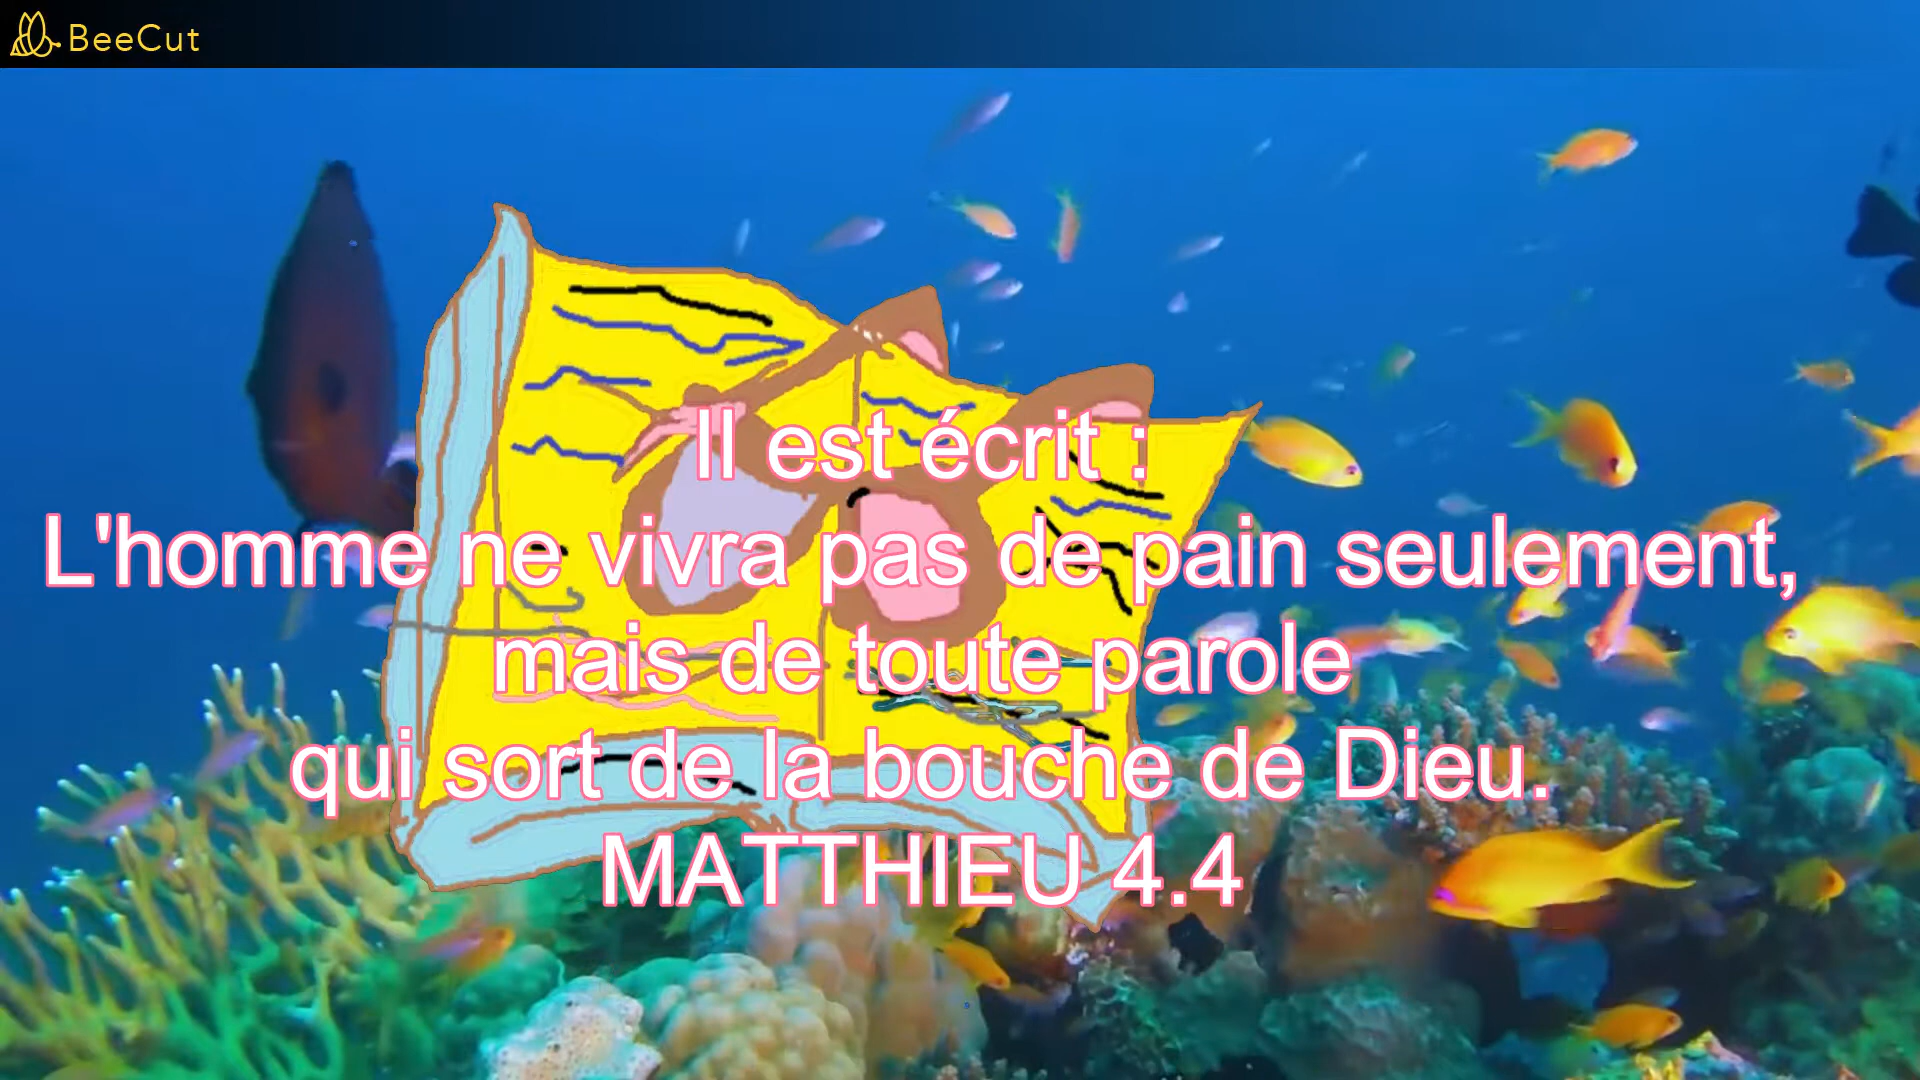 BeeCut
Il est écrit :
L'homme ne vivra pas de pain seulement,
mais de toute parole
qui sort de la bouche de Dieu.
MATTHIEU 4.4